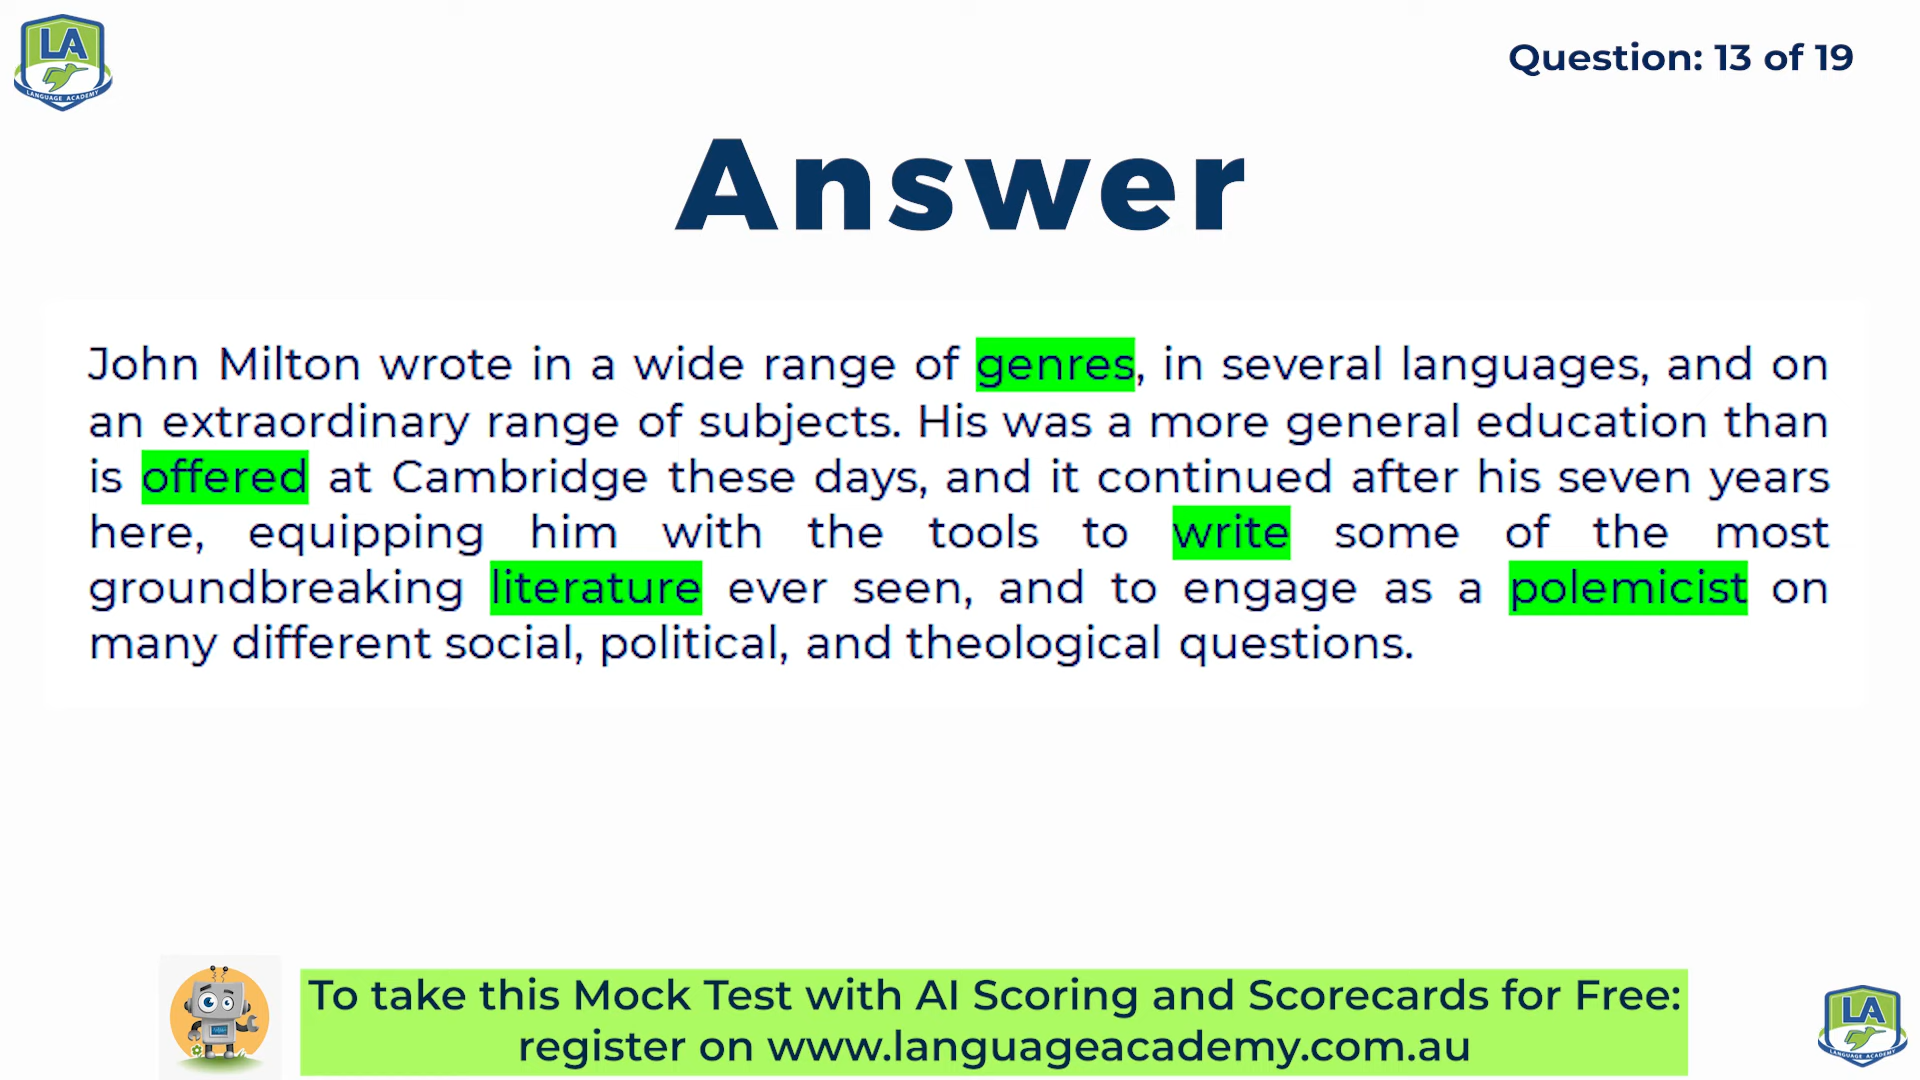 LA
LANGUAGE ACADEMY
Question: 13 of 19
Answer
John Milton wrote in a wide range of genres, in several languages, and on
an extraordinary range of subjects. His was a more general education than
is offered at Cambridge these days, and it continued after his seven years
here, equipping him with the tools to write some of the most
groundbreaking literature ever seen, and to engage as a polemicist on
many different social, political, and theological questions.
To take this Mock Test with AI Scoring and Scorecards for Free:
register on www.languageacademy.com.au
LA
LANGUAGE ACADEMY